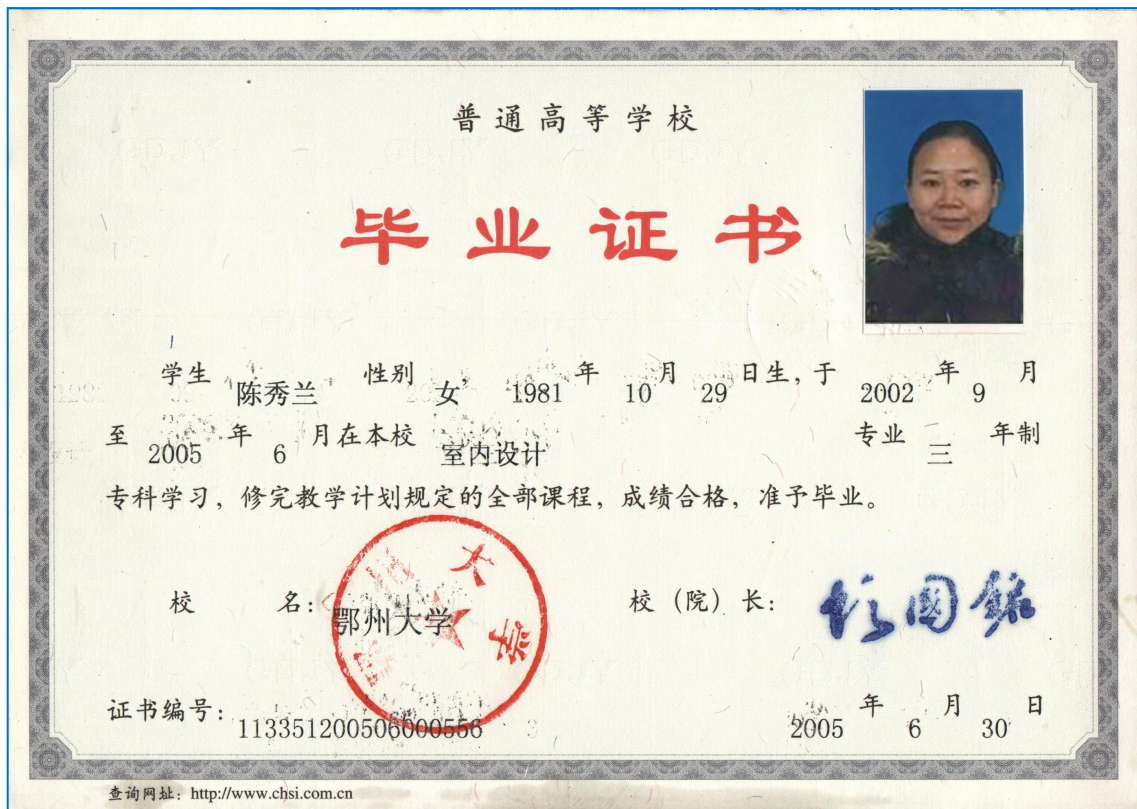 普通高等学校
毕业证书
学生 陈秀兰 性别 女, 1981 年 10 月 29 日生, 于 2002 年 9 月
至 2005 年 6 月在本校 室内设计 专业 三 年制
专科学习, 修完教学计划规定的全部课程, 成绩合格, 准予毕业。
校 名: 鄂州大学 校 (院) 长:
证书编号: 113351200506000556 2005 年 6 月 30 日
查询网址: http://www.chsi.com.cn